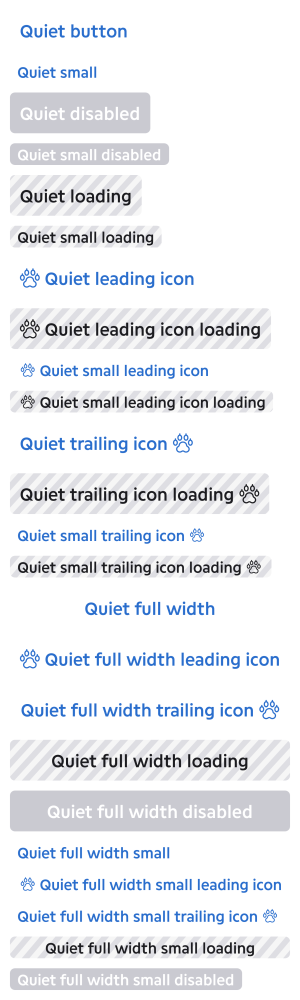 Quiet button
Quiet small
Quiet disabled
Quiet small disabled
Quiet loading
Quiet small loading
Quiet leading icon
Quiet leading icon loading
Quiet small leading icon
Quiet small leading icon loading
Quiet trailing icon
Quiet trailing icon loading
Quiet small trailing icon
Quiet small trailing icon loading
Quiet full width
Quiet full width leading icon
Quiet full width trailing icon
Quiet full width loading
Quiet full width disabled
Quiet full width small
Quiet full width small leading icon
Quiet full width small trailing icon
Quiet full width small loading
Quiet full width small disabled